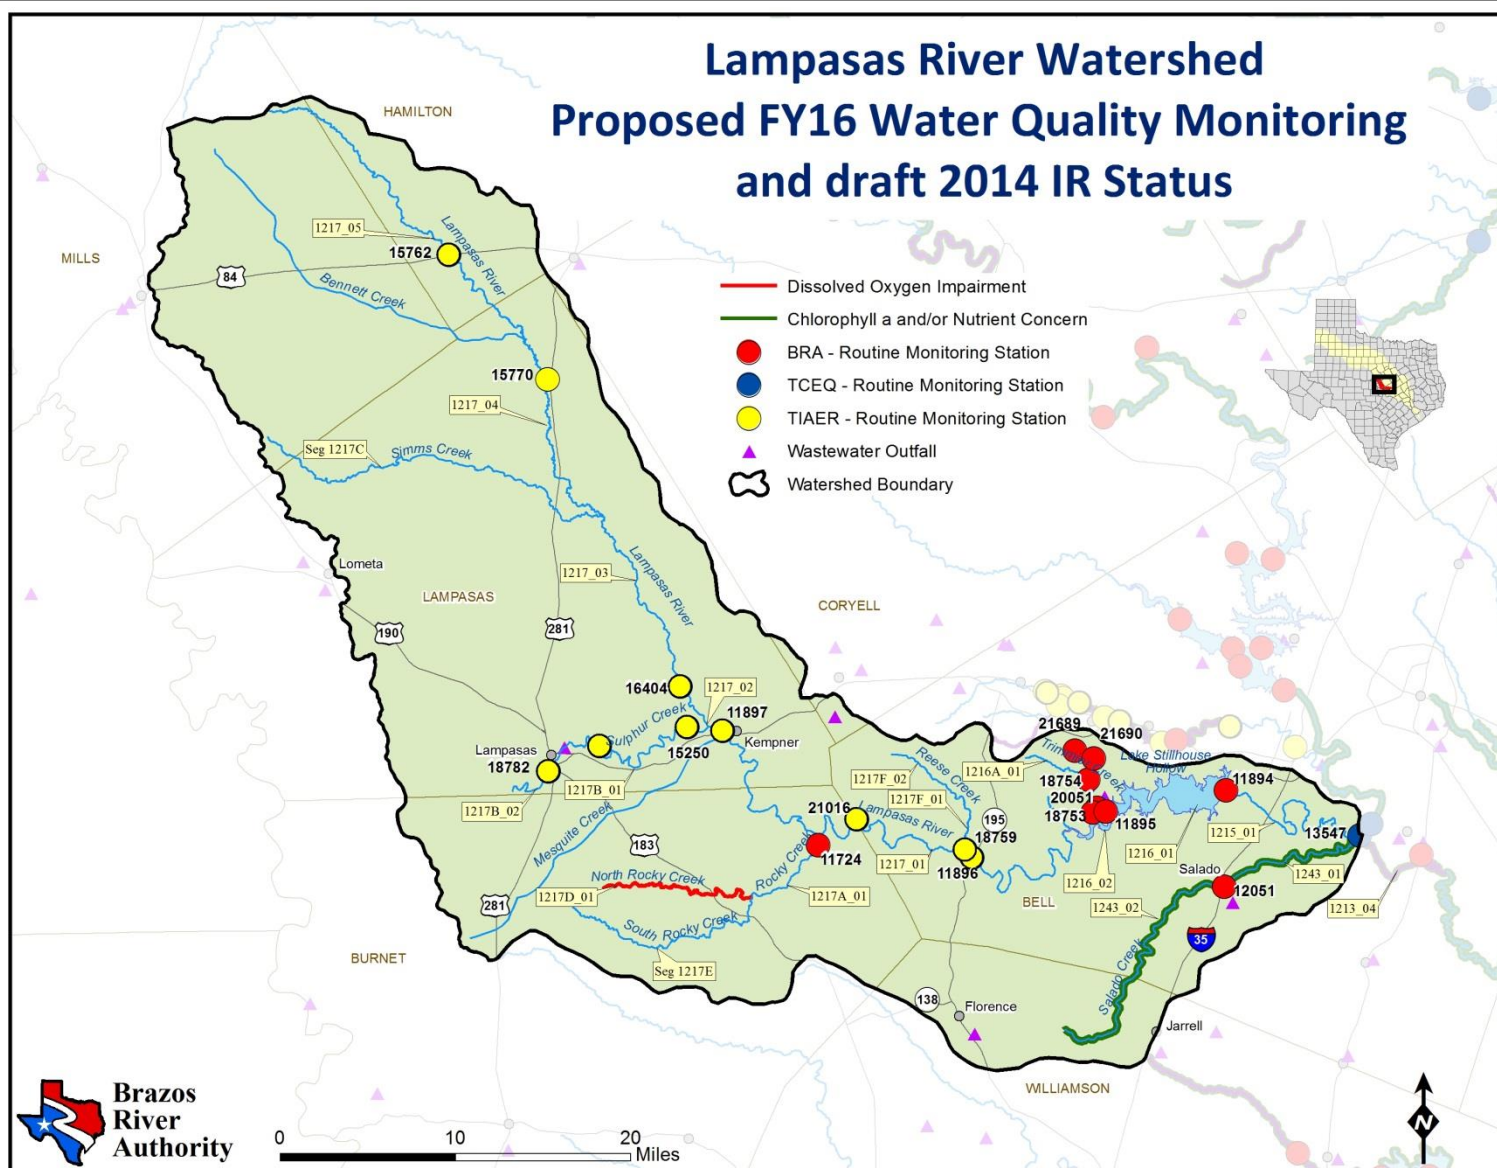 Lampasas River Watershed
Proposed FY16 Water Quality Monitoring
and draft 2014 IR Status
HAMILTON
MILLS
1217_05
15762
Lampasas River
84
Bennett Creek
Dissolved Oxygen Impairment
Chlorophyll a and/or Nutrient Concern
BRA - Routine Monitoring Station
TCEQ - Routine Monitoring Station
TIAER - Routine Monitoring Station
Wastewater Outfall
Watershed Boundary
15770
1217_04
Seg 1217C
Simms Creek
Lometa
1217_03
Lampasas River
LAMPASAS
CORYELL
190
281
16404
1217_02
11897
Sulphur Creek
Kempner
15250
Lampasas
18782
1217B_01
1217B_02
Mesquite Creek
21689
21690
Lake Stillhouse
Hollow
1216A_01
18754
11894
20051
18753
11895
Reese Creek
1217F_02
1217F_01
195
21016
Lampasas River
18759
1217_01
11896
1215_01
13547
1216_01
1216_02
183
11724
Rocky Creek
North Rocky Creek
1217D_01
1217A_01
Salado
1243_01
12051
1243_02
1213_04
BELL
281
South Rocky Creek
Seg 1217E
35
Salado Creek
BURNET
138
Florence
Jarrell
WILLIAMSON
Brazos
River
Authority
0 10 20
Miles
N